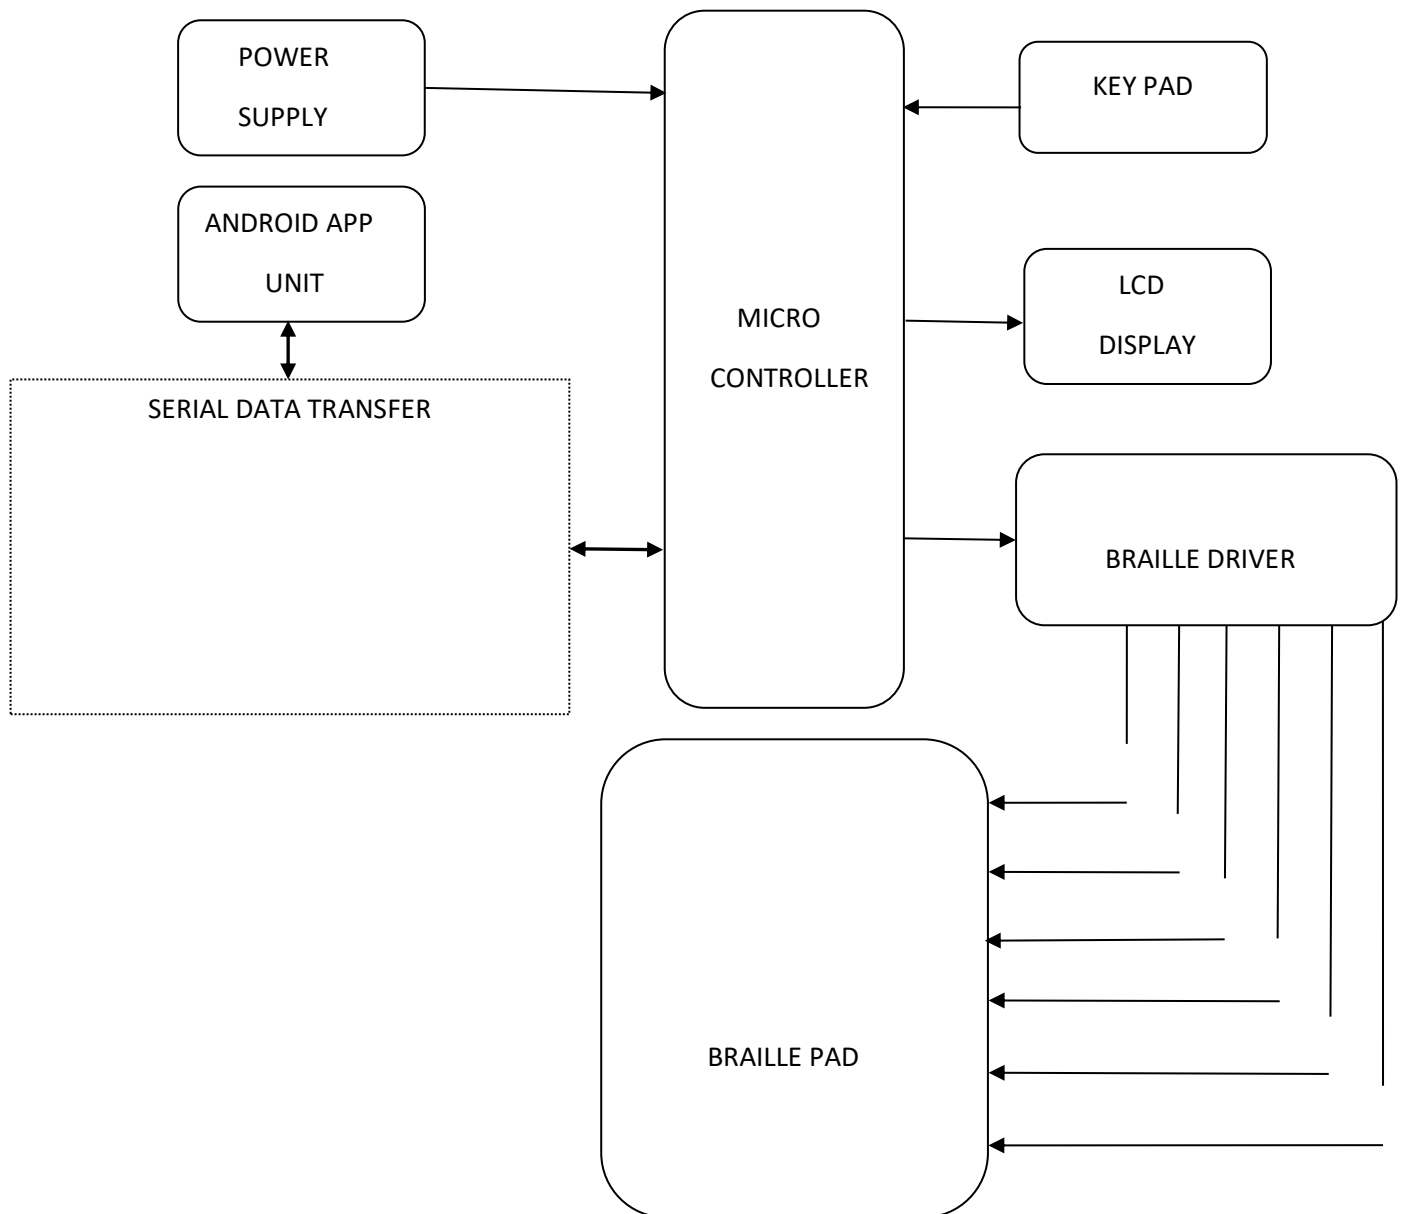 POWER
SUPPLY
KEY PAD
ANDROID APP
UNIT
LCD
DISPLAY
MICRO
CONTROLLER
SERIAL DATA TRANSFER
BRAILLE DRIVER
BRAILLE PAD